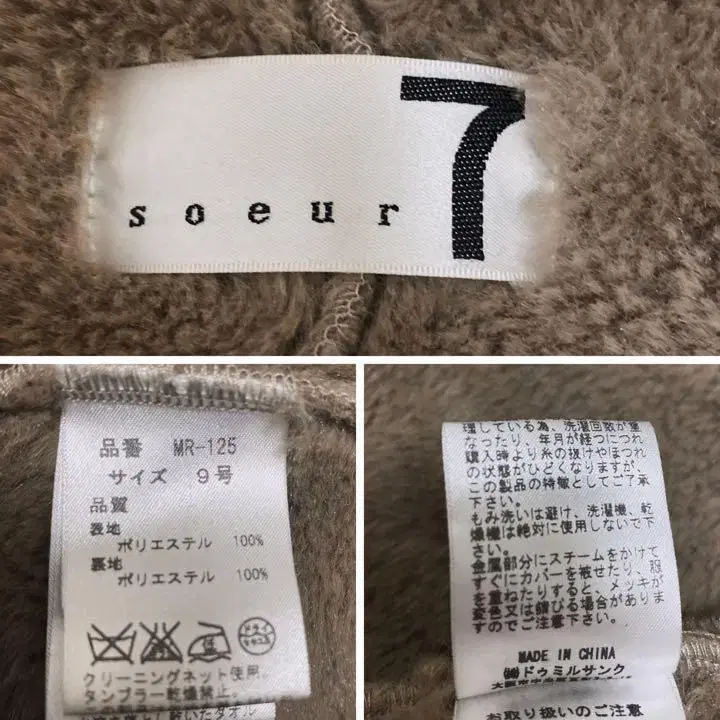 soeur 7
品番 MR-125
サイズ 9号
品質
表地
ポリエステル 100%
裏地
ポリエステル 100%
クリーニングネット使用。
タンブラー乾燥禁止。
理している為、洗濯回数が重
なったり、年月が経つにつれ
購入時より糸の抜けやほつれ
の状態がひどくなりますが、
この製品の特徴としてご了承
下さい。
もみ洗いは避け、洗濯機、乾
燥機は絶対に使用しないで下
さい。
金属部分にスチームをかけて
すぐにカバーを被せたり、服
を重ねたりすると、メッキが
変色又は錆びる場合がありま
すのでご注意下さい。
MADE IN CHINA
㈱ドゥミルサンク
お取り扱いのご注意